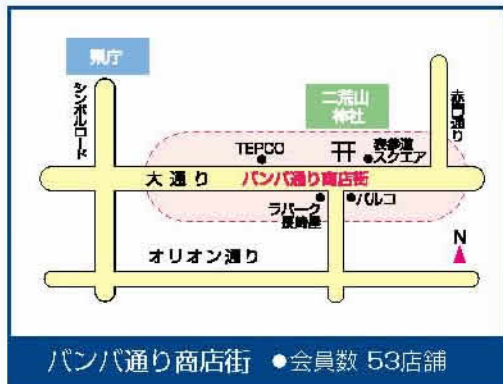 県庁
シンボルロード
二荒山
神社
赤門通り
TEPCO
表参道
スクエア
大通り
バンバ通り商店街
ラパーク
長崎屋
パルコ
オリオン通り
N
バンバ通り商店街 ●会員数 53店舗